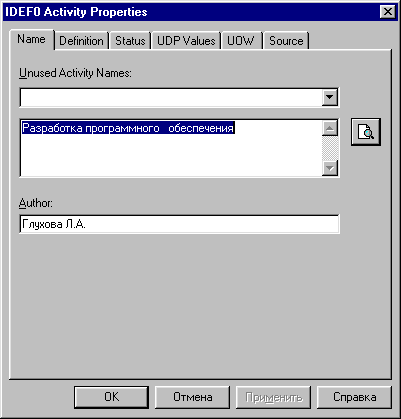 IDEF0 Activity Properties
Name Definition Status UDP Values UOW Source
Unused Activity Names:
Разработка программного обеспечения
Author:
Глухова Л.А.
OK Отмена Применить Справка